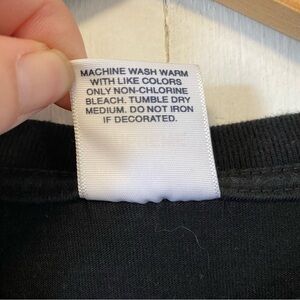 MACHINE WASH WARM
WITH LIKE COLORS
ONLY NON-CHLORINE
BLEACH. TUMBLE DRY
MEDIUM. DO NOT IRON
IF DECORATED.